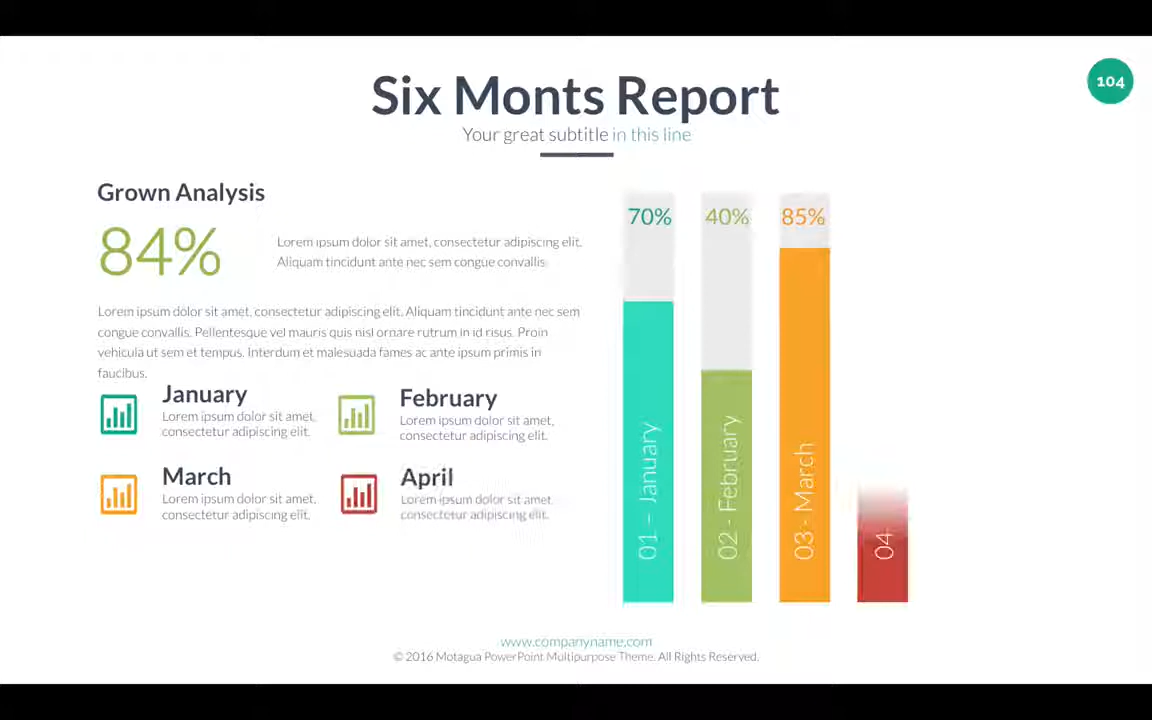 Six Monts Report
104
Your great subtitle in this line
Grown Analysis
84%
Lorem ipsum dolor sit amet, consectetur adipiscing elit.
Aliquam tincidunt ante nec sem congue convallis.
Lorem ipsum dolor sit amet, consectetur adipiscing elit. Aliquam tincidunt ante nec sem
congue convallis. Pellentesque vel mauris quis nisl ornare rutrum in id risus. Proin
vehicula ut sem et tempus. Interdum et malesuada fames ac ante ipsum primis in
faucibus.
January
Lorem ipsum dolor sit amet,
consectetur adipiscing elit.
February
Lorem ipsum dolor sit amet,
consectetur adipiscing elit.
March
Lorem ipsum dolor sit amet,
consectetur adipiscing elit.
April
Lorem ipsum dolor sit amet,
consectetur adipiscing elit.
70%
40%
85%
01 – January
02 - February
03 - March
04
www.companyname.com
© 2016 Motagua PowerPoint Multipurpose Theme. All Rights Reserved.